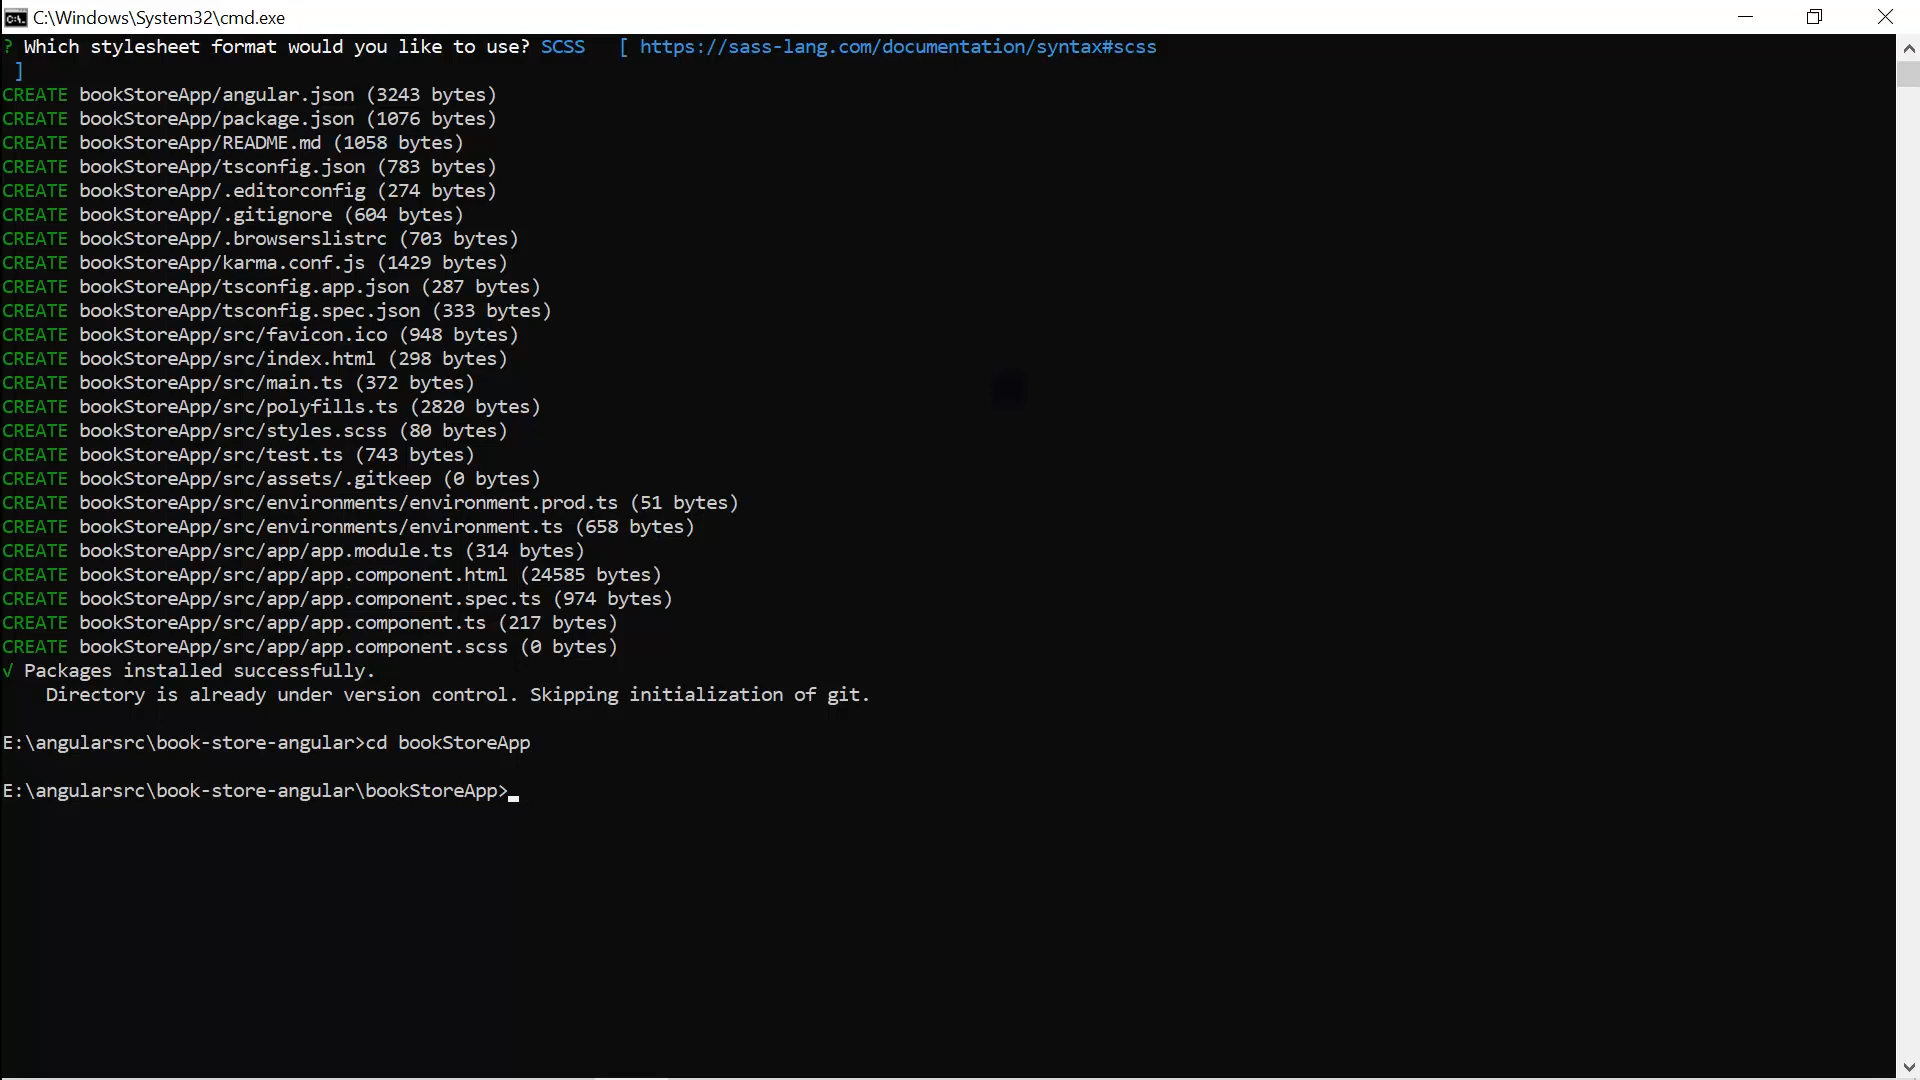 C:\Windows\System32\cmd.exe
? Which stylesheet format would you like to use? SCSS   [ https://sass-lang.com/documentation/syntax#scss
 ]
CREATE bookStoreApp/angular.json (3243 bytes)
CREATE bookStoreApp/package.json (1076 bytes)
CREATE bookStoreApp/README.md (1058 bytes)
CREATE bookStoreApp/tsconfig.json (783 bytes)
CREATE bookStoreApp/.editorconfig (274 bytes)
CREATE bookStoreApp/.gitignore (604 bytes)
CREATE bookStoreApp/.browserslistrc (703 bytes)
CREATE bookStoreApp/karma.conf.js (1429 bytes)
CREATE bookStoreApp/tsconfig.app.json (287 bytes)
CREATE bookStoreApp/tsconfig.spec.json (333 bytes)
CREATE bookStoreApp/src/favicon.ico (948 bytes)
CREATE bookStoreApp/src/index.html (298 bytes)
CREATE bookStoreApp/src/main.ts (372 bytes)
CREATE bookStoreApp/src/polyfills.ts (2820 bytes)
CREATE bookStoreApp/src/styles.scss (80 bytes)
CREATE bookStoreApp/src/test.ts (743 bytes)
CREATE bookStoreApp/src/assets/.gitkeep (0 bytes)
CREATE bookStoreApp/src/environments/environment.prod.ts (51 bytes)
CREATE bookStoreApp/src/environments/environment.ts (658 bytes)
CREATE bookStoreApp/src/app/app.module.ts (314 bytes)
CREATE bookStoreApp/src/app/app.component.html (24585 bytes)
CREATE bookStoreApp/src/app/app.component.spec.ts (974 bytes)
CREATE bookStoreApp/src/app/app.component.ts (217 bytes)
CREATE bookStoreApp/src/app/app.component.scss (0 bytes)
√ Packages installed successfully.
    Directory is already under version control. Skipping initialization of git.
E:\angularsrc\book-store-angular>cd bookStoreApp
E:\angularsrc\book-store-angular\bookStoreApp>